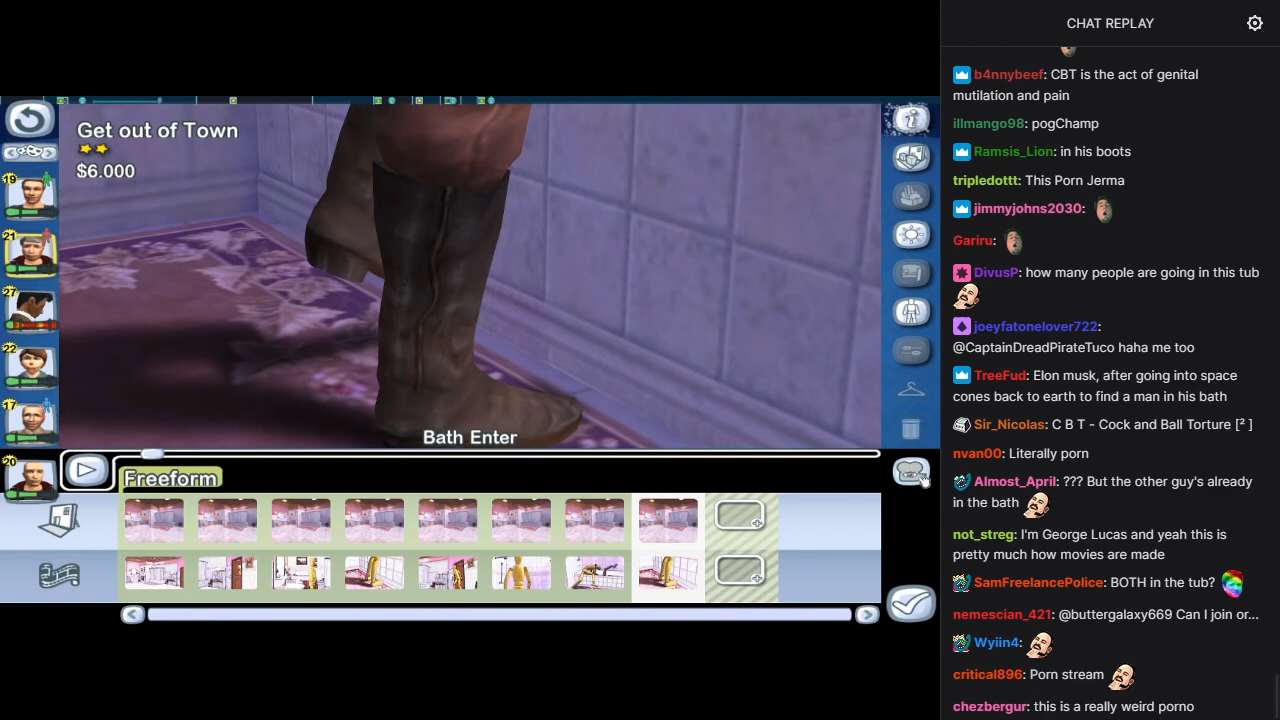 Get out of Town
$6.000
19
21
27
22
17
20
Bath Enter
Freeform
CHAT REPLAY
b4nnybeef: CBT is the act of genital
mutilation and pain
illmango98: pogChamp
Ramsis_Lion: in his boots
tripledottt: This Porn Jerma
jimmyjohns2030:
Gariru:
DivusP: how many people are going in this tub
joeyfatonelover722:
@CaptainDreadPirateTuco haha me too
TreeFud: Elon musk, after going into space
cones back to earth to find a man in his bath
Sir_Nicolas: C B T - Cock and Ball Torture [² ]
nvan00: Literally porn
Almost_April: ??? But the other guy's already
in the bath
not_streg: I'm George Lucas and yeah this is
pretty much how movies are made
SamFreelancePolice: BOTH in the tub?
nemescian_421: @buttergalaxy669 Can I join or...
Wyiin4:
critical896: Porn stream
chezbergur: this is a really weird porno